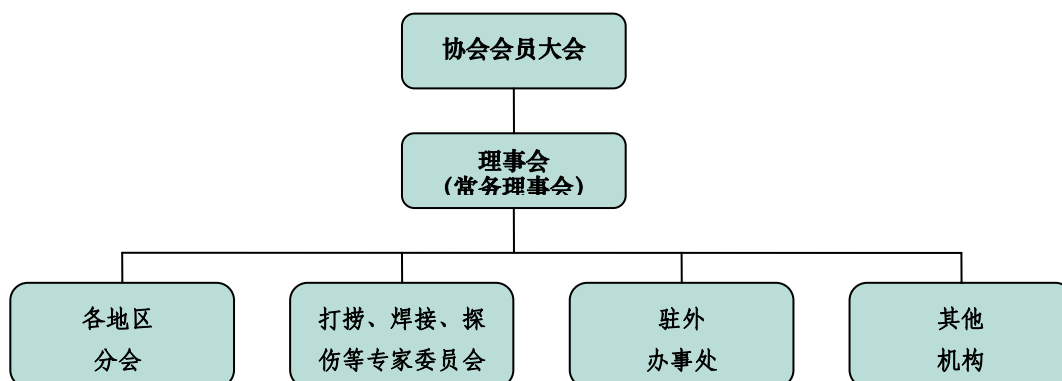 协会会员大会
理事会
（常务理事会）
各地区
分会
打捞、焊接、探
伤等专家委员会
驻外
办事处
其他
机构